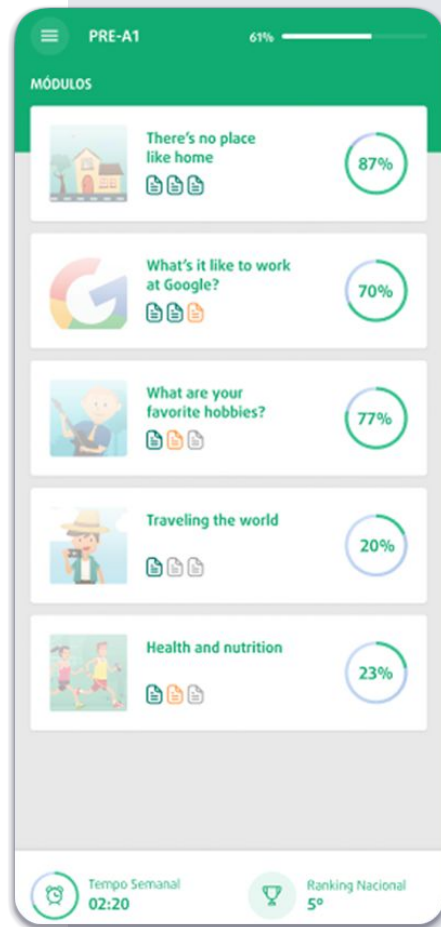 PRE-A1
61%
MÓDULOS
There's no place
like home
87%
What's it like to work
at Google?
70%
What are your
favorite hobbies?
77%
Traveling the world
20%
Health and nutrition
23%
Tempo Semanal
02:20
Ranking Nacional
5º